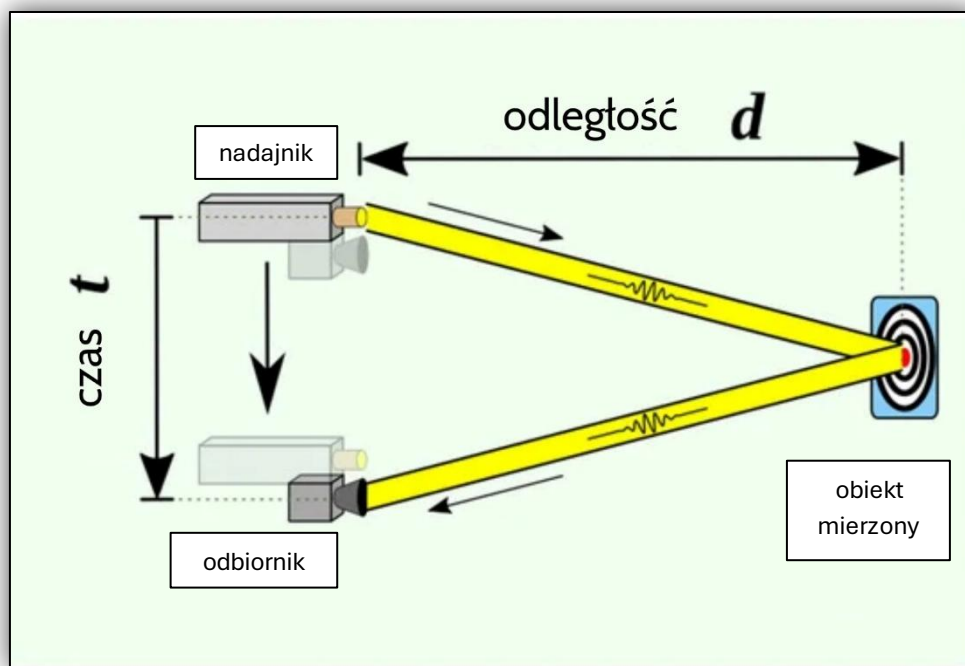 odległość d
nadajnik
czas t
obiekt
mierzony
odbiornik